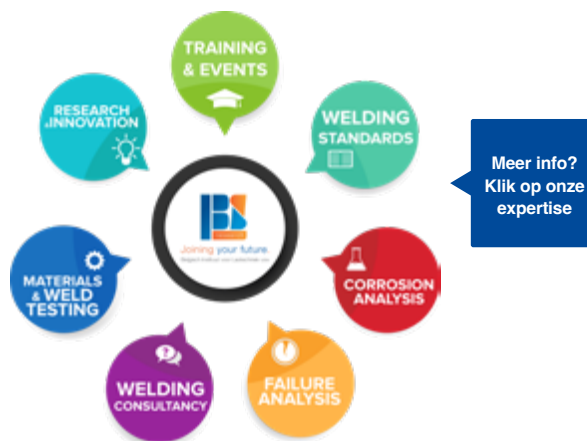 TRAINING
& EVENTS
RESEARCH
& INNOVATION
WELDING
STANDARDS
Meer info?
Klik op onze
expertise
Joining your future.
MATERIALS
& WELD
TESTING
CORROSION
ANALYSIS
WELDING
CONSULTANCY
FAILURE
ANALYSIS